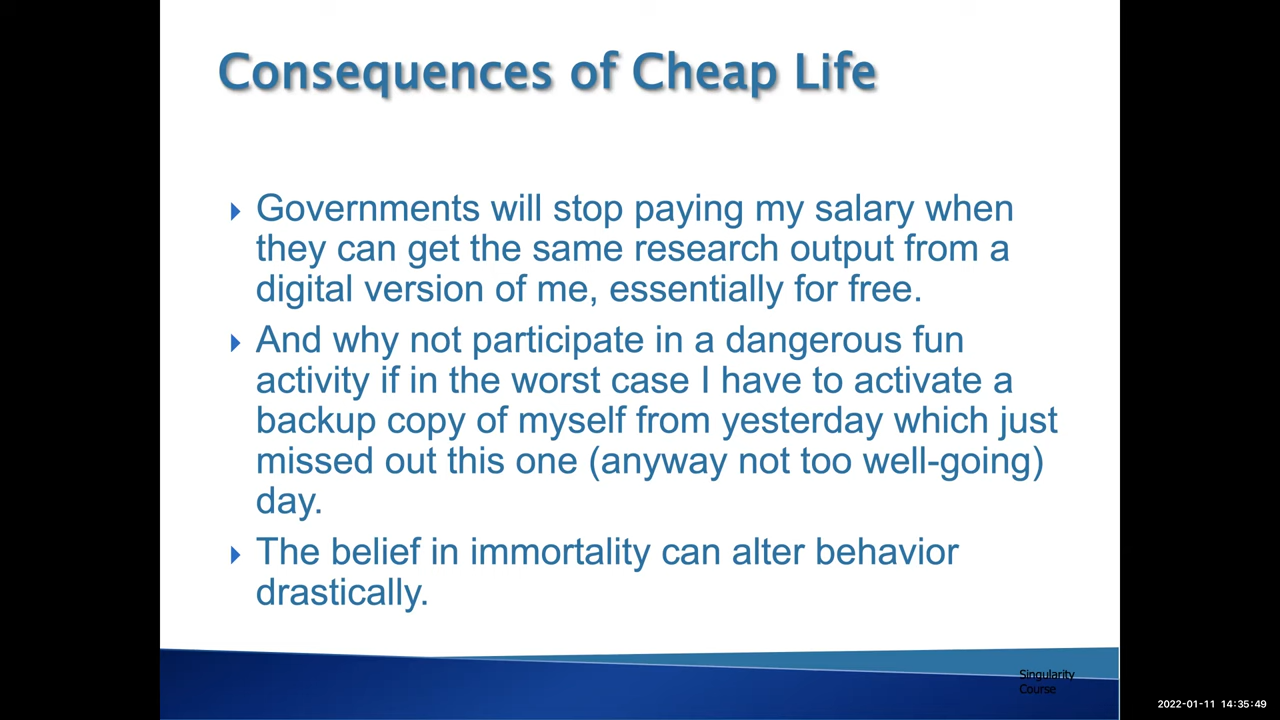 Consequences of Cheap Life
Governments will stop paying my salary when
they can get the same research output from a
digital version of me, essentially for free.
And why not participate in a dangerous fun
activity if in the worst case I have to activate a
backup copy of myself from yesterday which just
missed out this one (anyway not too well-going)
day.
The belief in immortality can alter behavior
drastically.
Singularity
Course
2022-01-11 14:35:49